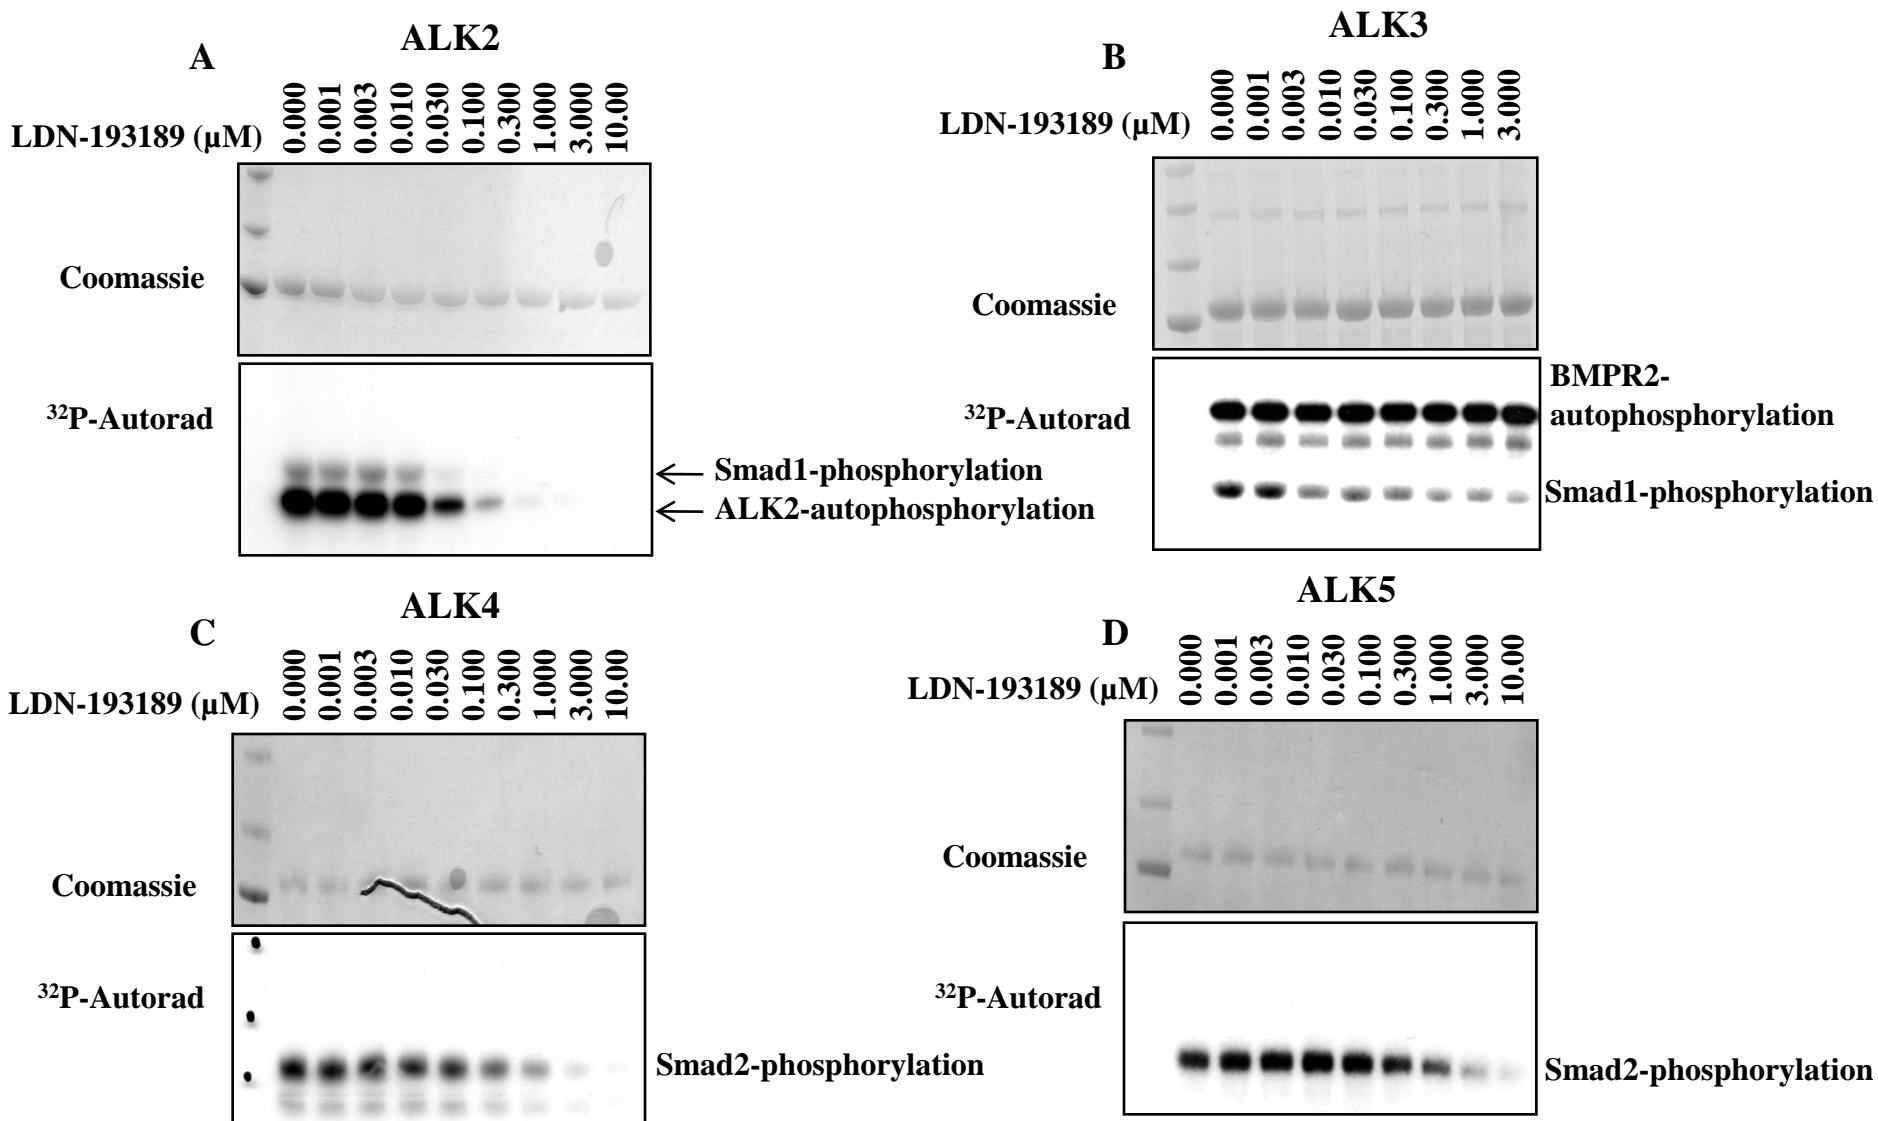 A
ALK2
LDN-193189 (µM)
0.000 0.001 0.003 0.010 0.030 0.100 0.300 1.000 3.000 10.00
Coomassie
32P-Autorad
Smad1-phosphorylation
ALK2-autophosphorylation
B
ALK3
LDN-193189 (µM)
0.000 0.001 0.003 0.010 0.030 0.100 0.300 1.000 3.000
Coomassie
32P-Autorad
BMPR2-
autophosphorylation
Smad1-phosphorylation
C
ALK4
LDN-193189 (µM)
0.000 0.001 0.003 0.010 0.030 0.100 0.300 1.000 3.000 10.00
Coomassie
32P-Autorad
Smad2-phosphorylation
D
ALK5
LDN-193189 (µM)
0.000 0.001 0.003 0.010 0.030 0.100 0.300 1.000 3.000 10.00
Coomassie
32P-Autorad
Smad2-phosphorylation